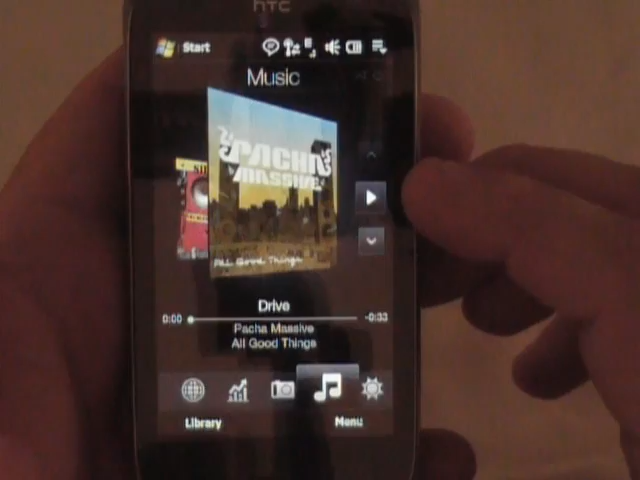 hTC
Start
Music
PACHA
MASSIVE
ALL Good Things
Drive
0:00
-0:33
Pacha Massive
All Good Things
Library
Menu